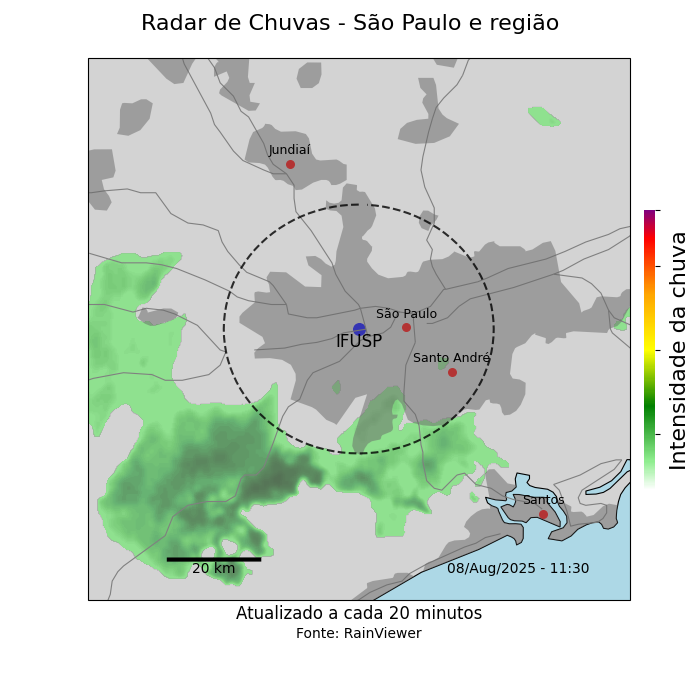 Radar de Chuvas - São Paulo e região
Jundiaí
São Paulo
IFUSP
Santo André
Santos
20 km
08/Aug/2025 - 11:30
Intensidade da chuva
Atualizado a cada 20 minutos
Fonte: RainViewer